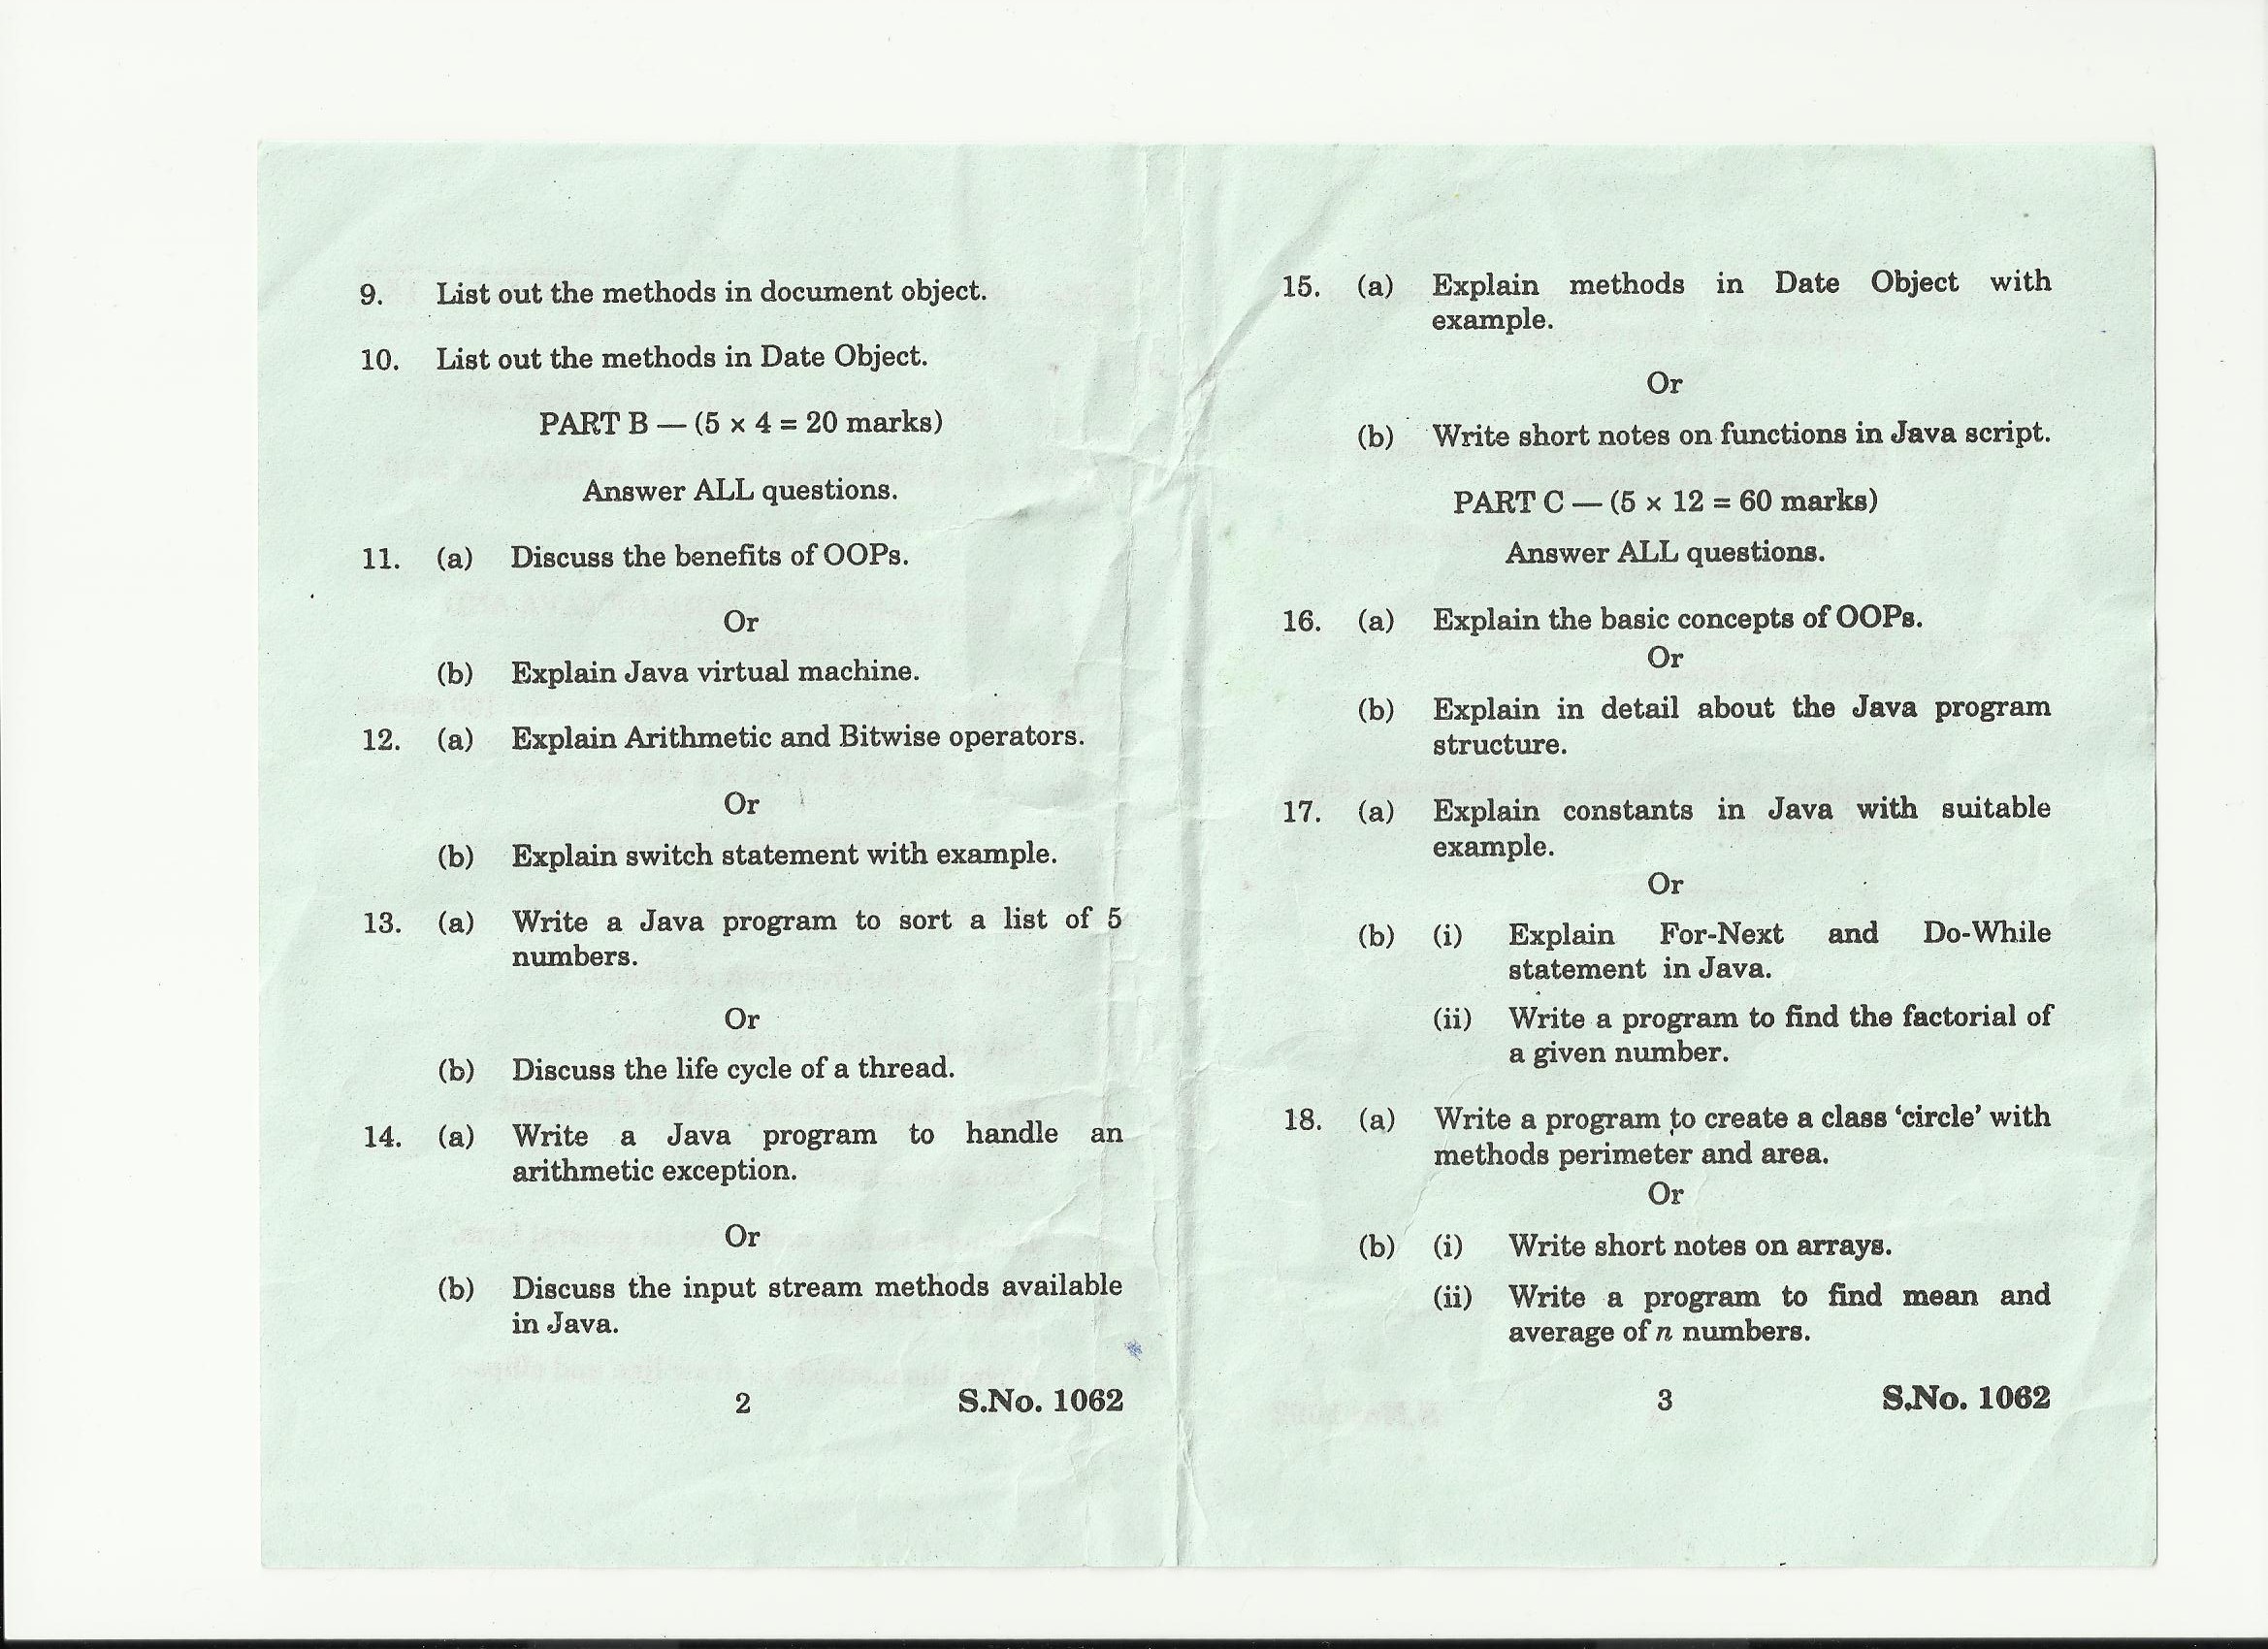 9. List out the methods in document object.
10. List out the methods in Date Object.
PART B — (5 × 4 = 20 marks)
Answer ALL questions.
11. (a) Discuss the benefits of OOPs.
Or
(b) Explain Java virtual machine.
12. (a) Explain Arithmetic and Bitwise operators.
Or
(b) Explain switch statement with example.
13. (a) Write a Java program to sort a list of 5
numbers.
Or
(b) Discuss the life cycle of a thread.
14. (a) Write a Java program to handle an
arithmetic exception.
Or
(b) Discuss the input stream methods available
in Java.
2 S.No. 1062
15. (a) Explain methods in Date Object with
example.
Or
(b) Write short notes on functions in Java script.
PART C — (5 × 12 = 60 marks)
Answer ALL questions.
16. (a) Explain the basic concepts of OOPs.
Or
(b) Explain in detail about the Java program
structure.
17. (a) Explain constants in Java with suitable
example.
Or
(b) (i) Explain For-Next and Do-While
statement in Java.
(ii) Write a program to find the factorial of
a given number.
18. (a) Write a program to create a class ‘circle’ with
methods perimeter and area.
Or
(b) (i) Write short notes on arrays.
(ii) Write a program to find mean and
average of n numbers.
3 S.No. 1062